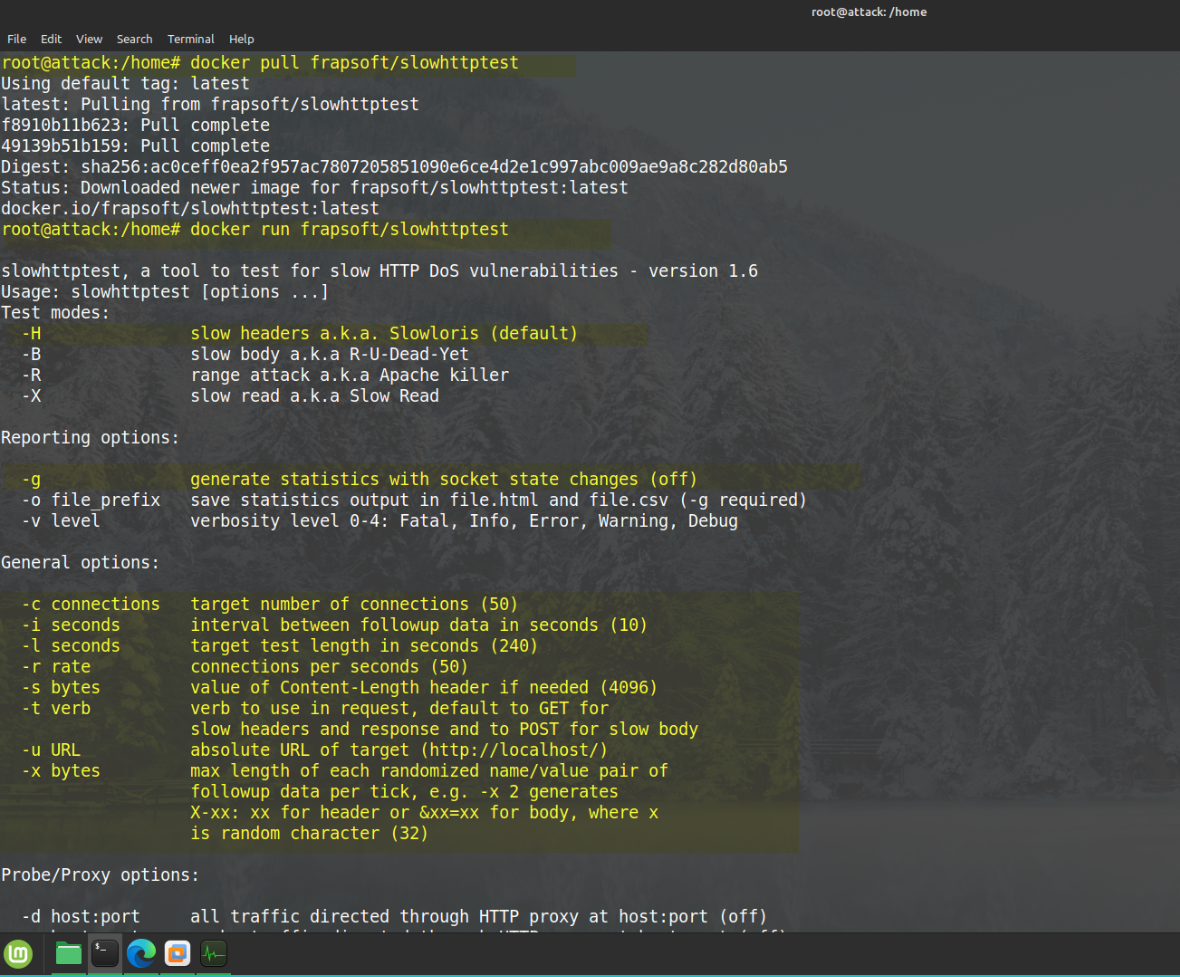 root@attack: /home
File Edit View Search Terminal Help
root@attack:/home# docker pull frapsoft/slowhttptest
Using default tag: latest
latest: Pulling from frapsoft/slowhttptest
f8910b11b623: Pull complete
49139b51b159: Pull complete
Digest: sha256:ac0ceff0ea2f957ac7807205851090e6ce4d2e1c997abc009ae9a8c282d80ab5
Status: Downloaded newer image for frapsoft/slowhttptest:latest
docker.io/frapsoft/slowhttptest:latest
root@attack:/home# docker run frapsoft/slowhttptest
slowhttptest, a tool to test for slow HTTP DoS vulnerabilities - version 1.6
Usage: slowhttptest [options ...]
Test modes:
-H slow headers a.k.a. Slowloris (default)
-B slow body a.k.a R-U-Dead-Yet
-R range attack a.k.a Apache killer
-X slow read a.k.a Slow Read
Reporting options:
-g generate statistics with socket state changes (off)
-o file_prefix save statistics output in file.html and file.csv (-g required)
-v level verbosity level 0-4: Fatal, Info, Error, Warning, Debug
General options:
-c connections target number of connections (50)
-i seconds interval between followup data in seconds (10)
-l seconds target test length in seconds (240)
-r rate connections per seconds (50)
-s bytes value of Content-Length header if needed (4096)
-t verb verb to use in request, default to GET for
slow headers and response and to POST for slow body
-u URL absolute URL of target (http://localhost/)
-x bytes max length of each randomized name/value pair of
followup data per tick, e.g. -x 2 generates
X-xx: xx for header or &xx=xx for body, where x
is random character (32)
Probe/Proxy options:
-d host:port all traffic directed through HTTP proxy at host:port (off)